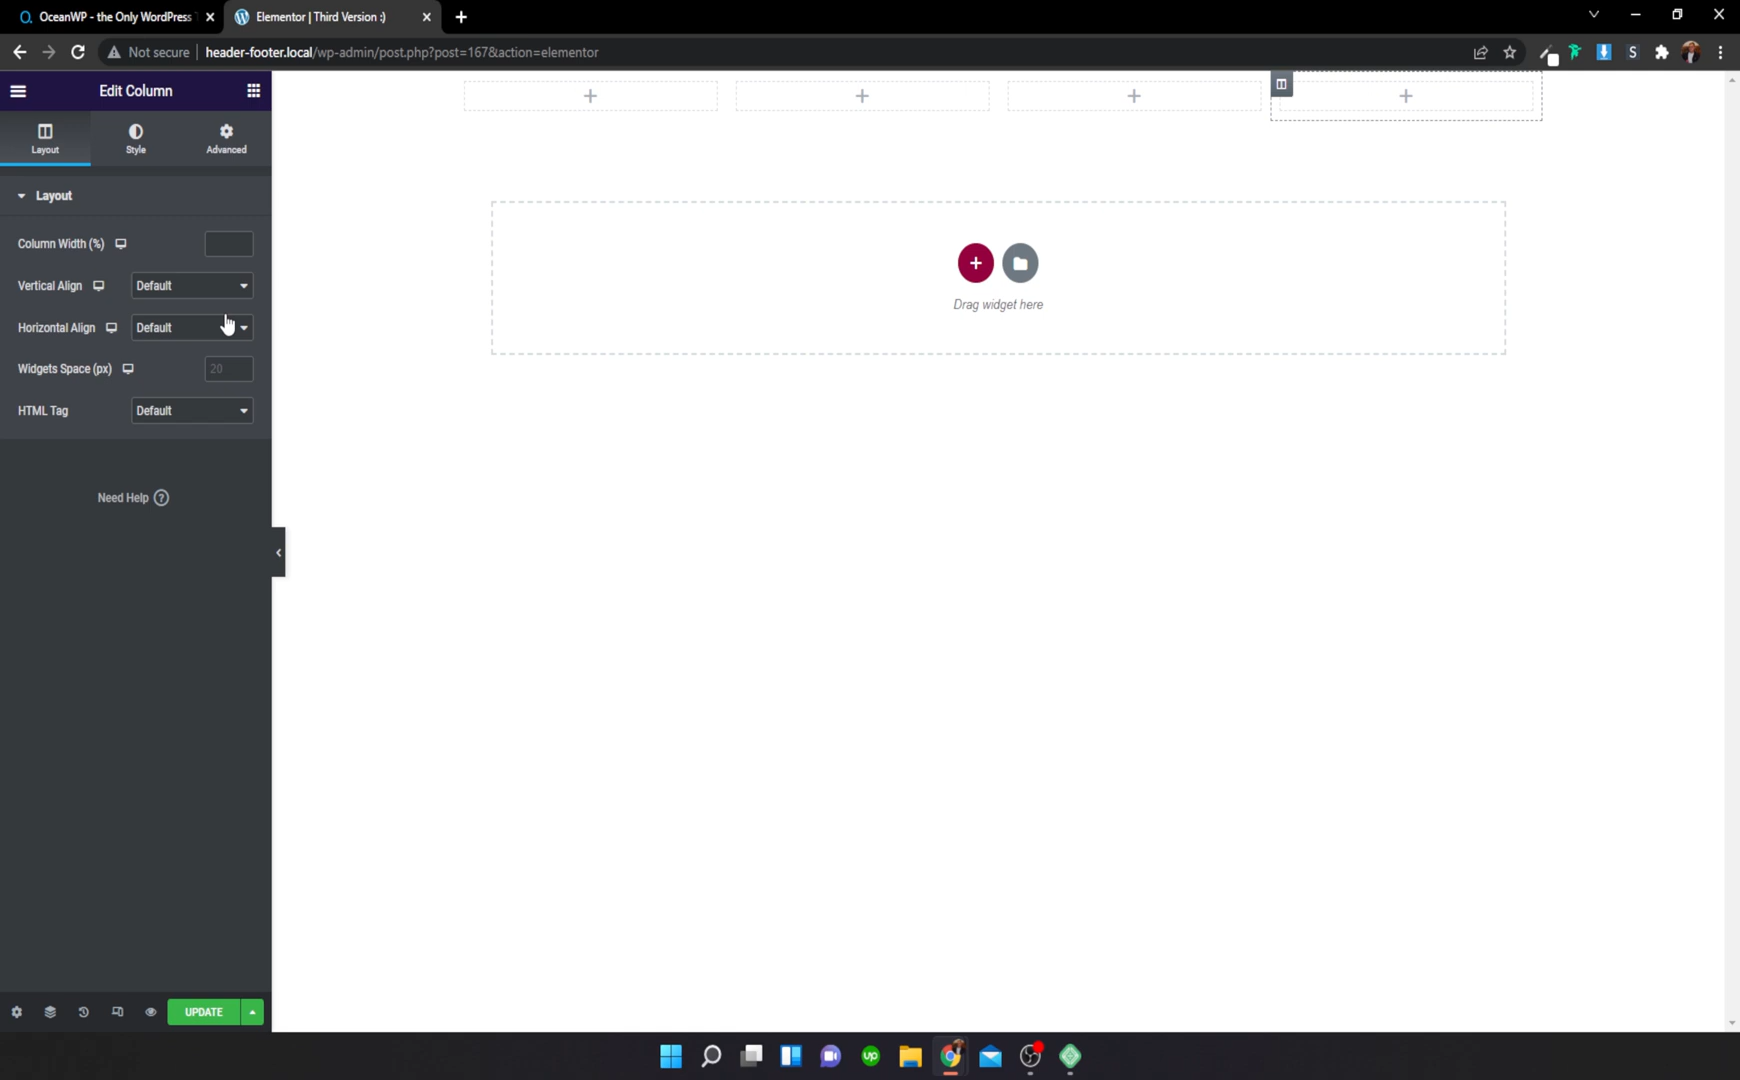 OceanWP - the Only WordPress T
Elementor | Third Version :)
Not secure
header-footer.local/wp-admin/post.php?post=167&action=elementor
S
Edit Column
Layout
Style
Advanced
Layout
Column Width (%)
Vertical Align
Default
Horizontal Align
Default
Widgets Space (px)
20
HTML Tag
Default
Need Help
Drag widget here
UPDATE
up